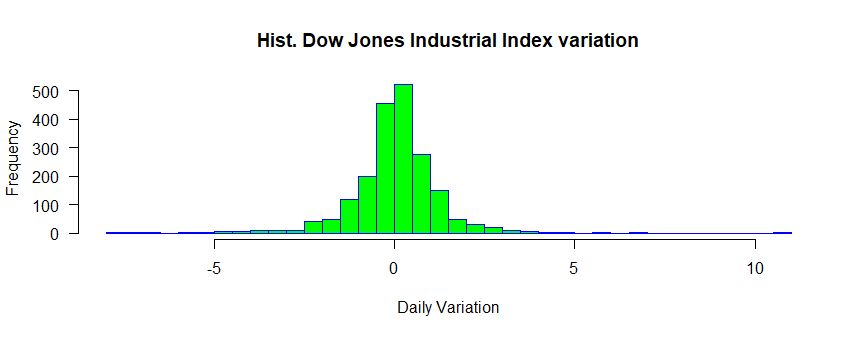 Hist. Dow Jones Industrial Index variation
Frequency
500
400
300
200
100
0
-5 0 5 10
Daily Variation